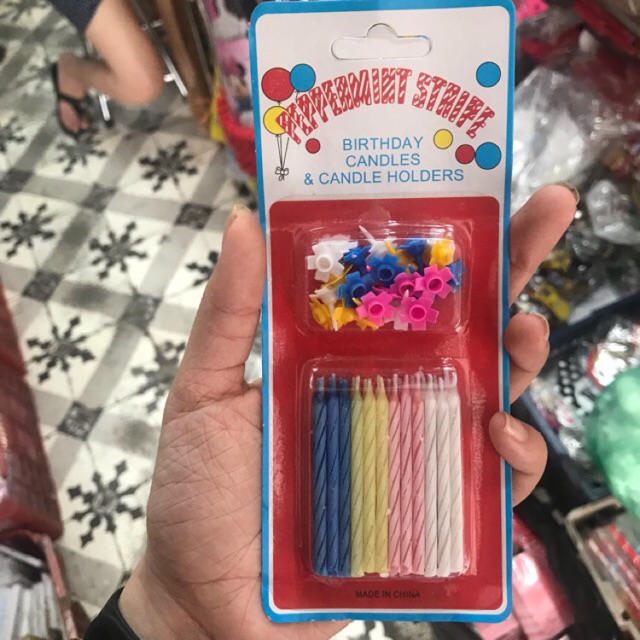 PEPPERMINT STRIPE
BIRTHDAY
CANDLES
& CANDLE HOLDERS
MADE IN CHINA